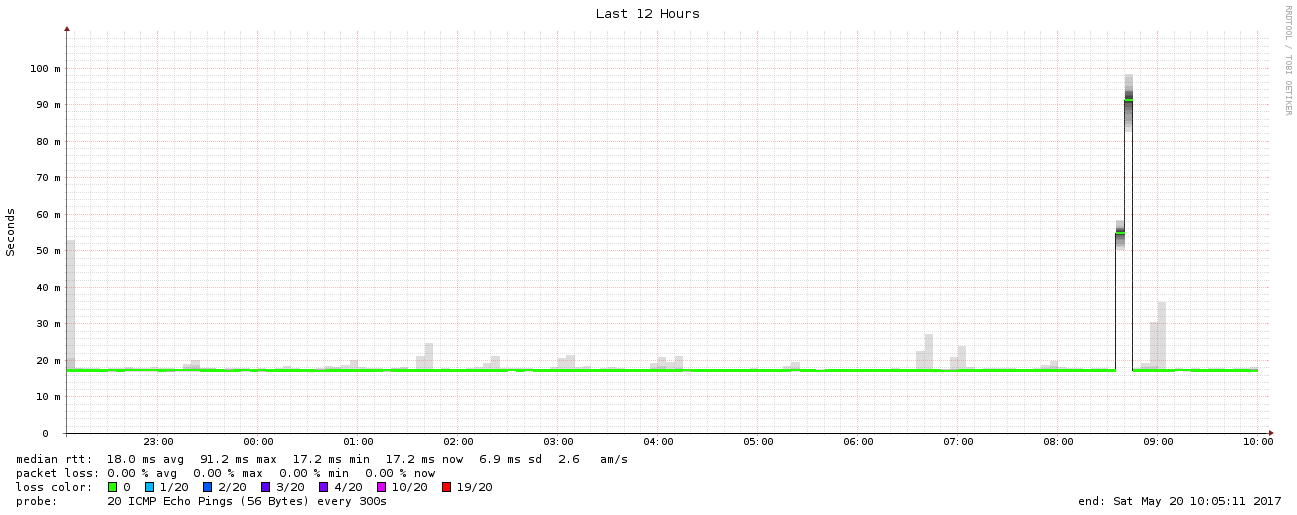 Last 12 Hours
RRDTOOL / TOBI OETIKER
Seconds
100 m
90 m
80 m
70 m
60 m
50 m
40 m
30 m
20 m
10 m
0
23:00 00:00 01:00 02:00 03:00 04:00 05:00 06:00 07:00 08:00 09:00 10:00
median rtt: 18.0 ms avg 91.2 ms max 17.2 ms min 17.2 ms now 6.9 ms sd 2.6 am/s
packet loss: 0.00 % avg 0.00 % max 0.00 % min 0.00 % now
loss color: 0 1/20 2/20 3/20 4/20 10/20 19/20
probe: 20 ICMP Echo Pings (56 Bytes) every 300s end: Sat May 20 10:05:11 2017